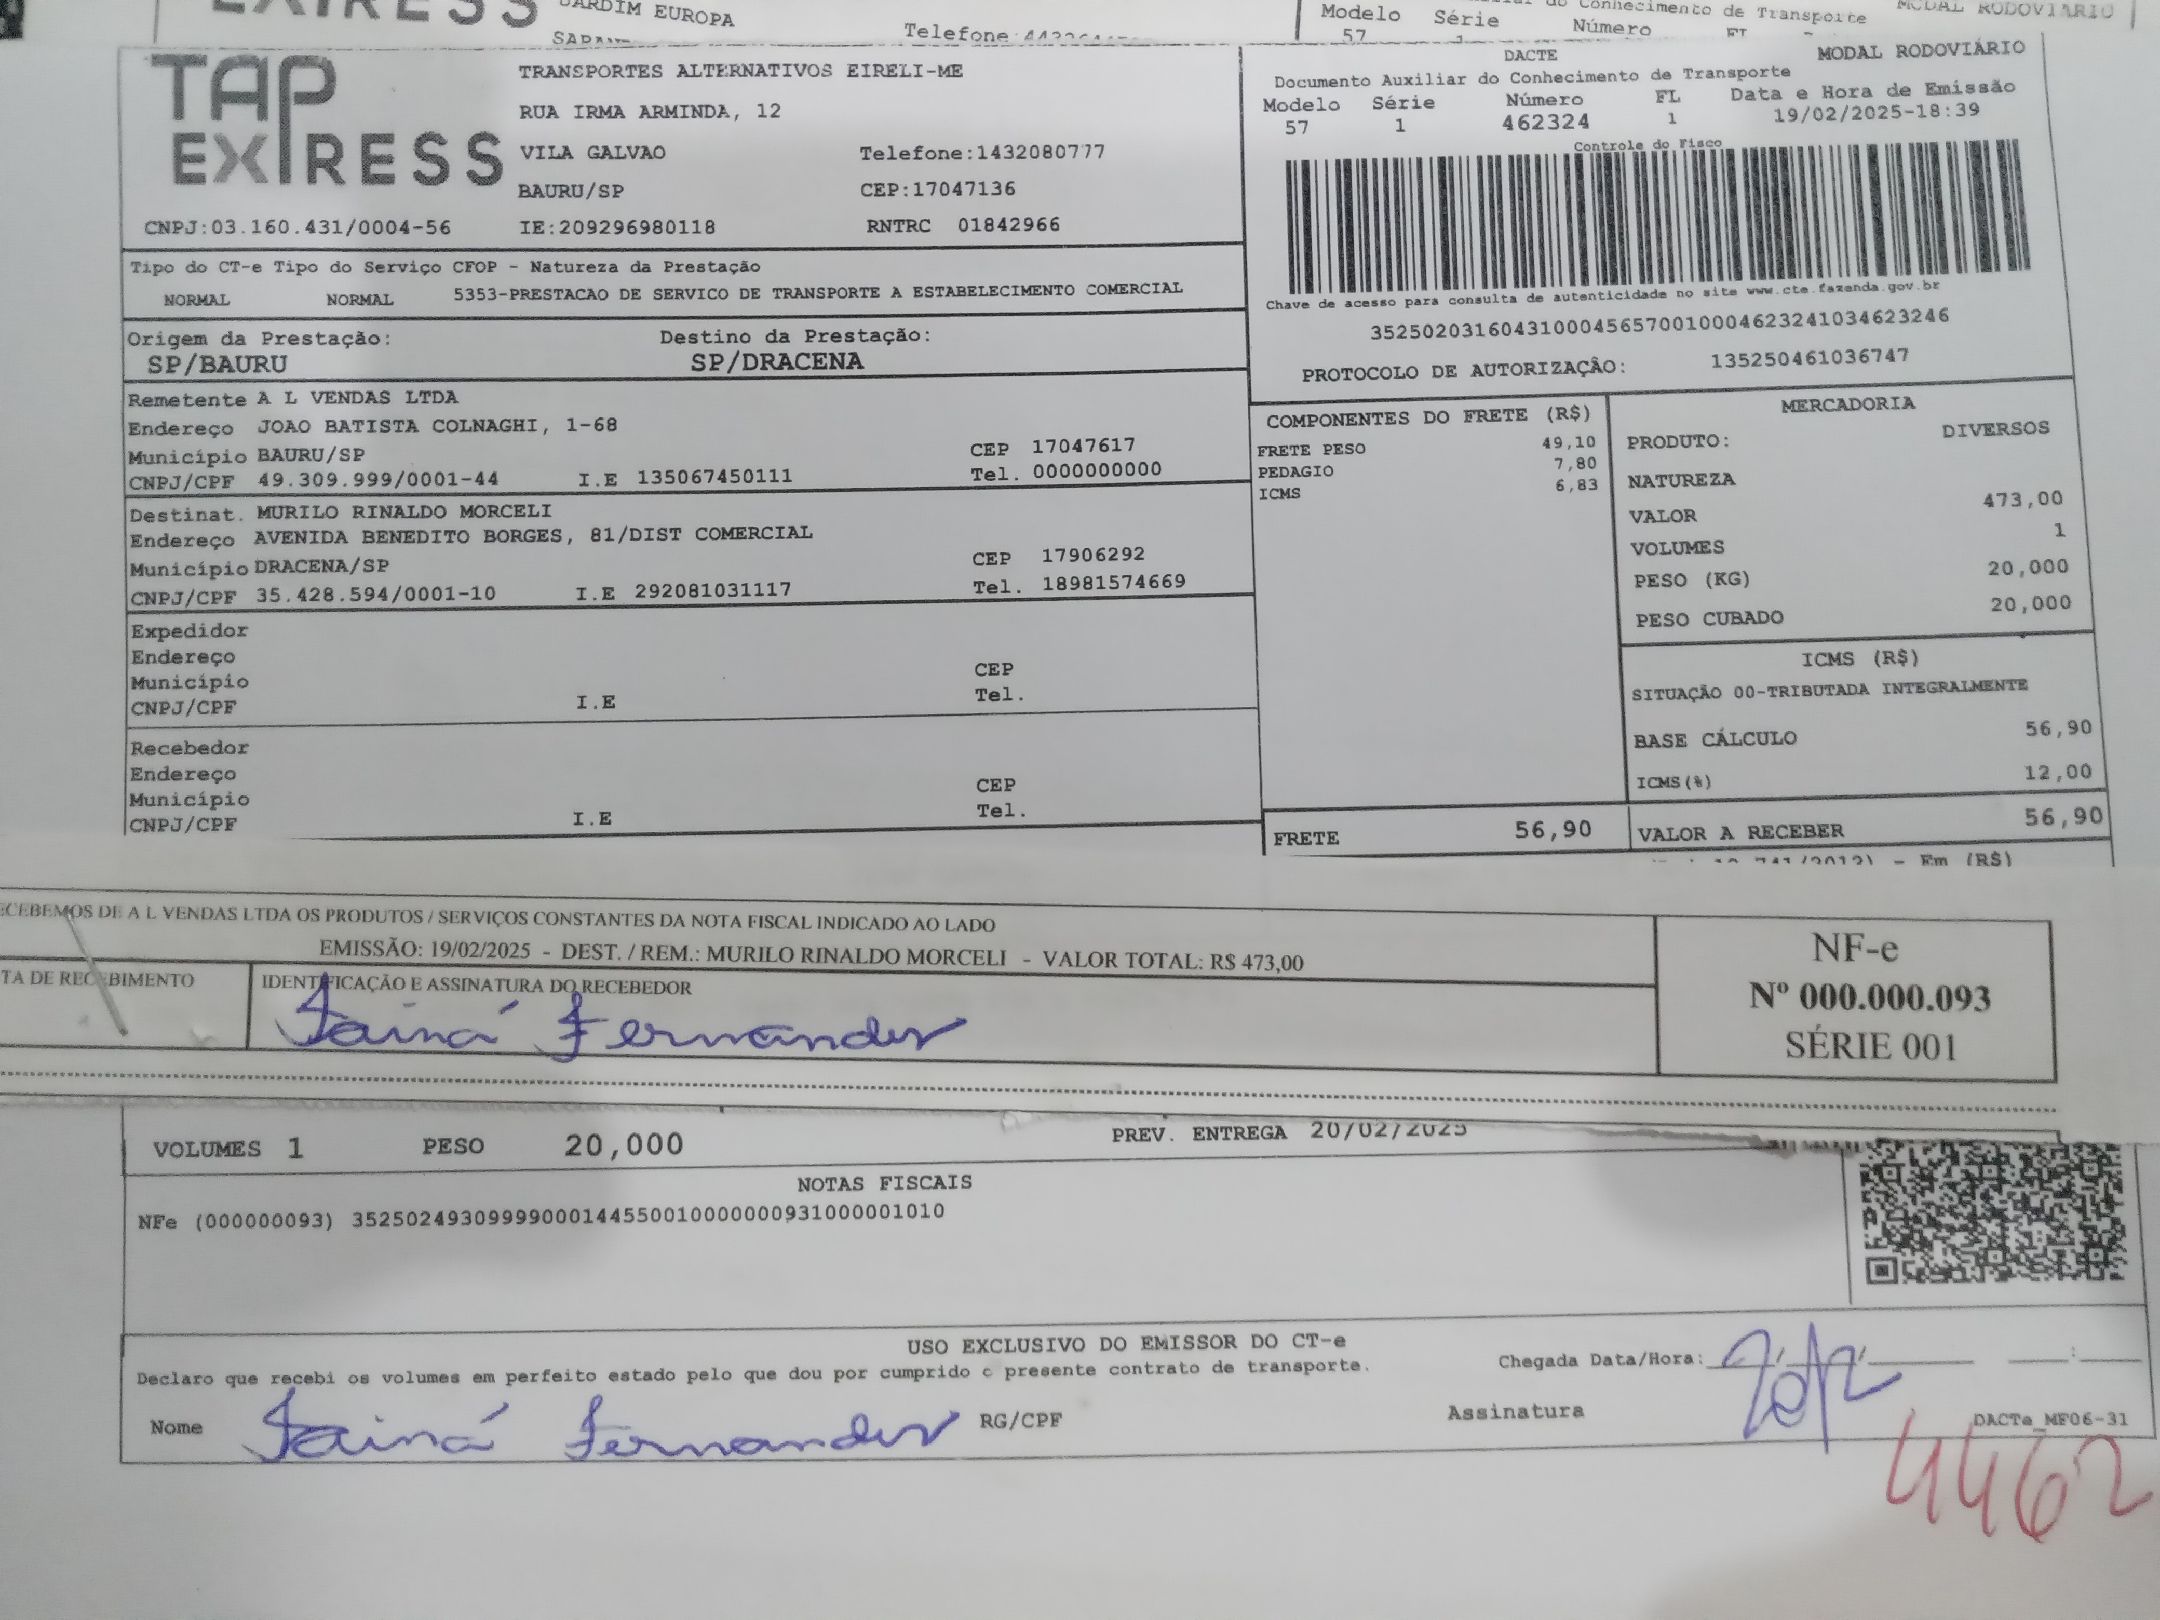 JARDIM EUROPA
Modelo Série Número
57
Conhecimento de Transporte
MODAL RODOVIÁRIO
TAP EXPRESS
TRANSPORTES ALTERNATIVOS EIRELI-ME
RUA IRMA ARMINDA, 12
VILA GALVAO Telefone:1432080777
BAURU/SP CEP:17047136
CNPJ:03.160.431/0004-56 IE:209296980118 RNTRC 01842966
DACTE MODAL RODOVIÁRIO
Documento Auxiliar do Conhecimento de Transporte
Modelo Série Número FL Data e Hora de Emissão
57 1 462324 1 19/02/2025-18:39
Controle do Fisco
Chave de acesso para consulta de autenticidade no site www.cte.fazenda.gov.br
35250203160431000456570010004623241034623246
PROTOCOLO DE AUTORIZAÇÃO: 135250461036747
Tipo do CT-e Tipo do Serviço CFOP - Natureza da Prestação
NORMAL NORMAL 5353-PRESTACAO DE SERVICO DE TRANSPORTE A ESTABELECIMENTO COMERCIAL
Origem da Prestação: Destino da Prestação:
SP/BAURU SP/DRACENA
Remetente A L VENDAS LTDA
Endereço JOAO BATISTA COLNAGHI, 1-68
Município BAURU/SP CEP 17047617
CNPJ/CPF 49.309.999/0001-44 I.E 135067450111 Tel. 0000000000
Destinat. MURILO RINALDO MORCELI
Endereço AVENIDA BENEDITO BORGES, 81/DIST COMERCIAL
Município DRACENA/SP CEP 17906292
CNPJ/CPF 35.428.594/0001-10 I.E 292081031117 Tel. 18981574669
Expedidor
Endereço
Município CEP
CNPJ/CPF I.E Tel.
Recebedor
Endereço
Município CEP
CNPJ/CPF I.E Tel.
COMPONENTES DO FRETE (R$)
FRETE PESO 49,10
PEDAGIO 7,80
ICMS 6,83
FRETE 56,90
MERCADORIA
PRODUTO: DIVERSOS
NATUREZA
VALOR 473,00
VOLUMES 1
PESO (KG) 20,000
PESO CUBADO 20,000
ICMS (R$)
SITUAÇÃO 00-TRIBUTADA INTEGRALMENTE
BASE CÁLCULO 56,90
ICMS(%) 12,00
VALOR A RECEBER 56,90
741/2012) - Em (R$)
ECEBEMOS DE A L VENDAS LTDA OS PRODUTOS / SERVIÇOS CONSTANTES DA NOTA FISCAL INDICADO AO LADO
EMISSÃO: 19/02/2025 - DEST. / REM.: MURILO RINALDO MORCELI - VALOR TOTAL: R$ 473,00
TA DE RECEBIMENTO IDENTIFICAÇÃO E ASSINATURA DO RECEBEDOR
Tainá Fernandes
NF-e
Nº 000.000.093
SÉRIE 001
VOLUMES 1 PESO 20,000 PREV. ENTREGA 20/02/2025
NOTAS FISCAIS
NFe (000000093) 35250249309999000144550010000000931000001010
USO EXCLUSIVO DO EMISSOR DO CT-e
Declaro que recebi os volumes em perfeito estado pelo que dou por cumprido o presente contrato de transporte.
Chegada Data/Hora:
Nome Tainá Fernandes RG/CPF Assinatura
DACTe_MF06-31
4462